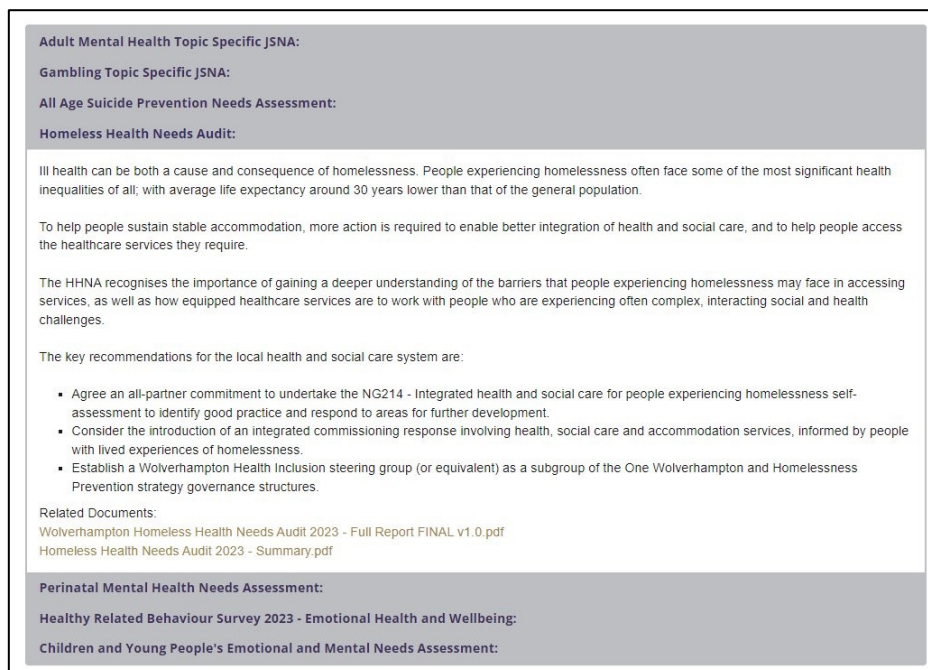 Adult Mental Health Topic Specific JSNA:
Gambling Topic Specific JSNA:
All Age Suicide Prevention Needs Assessment:
Homeless Health Needs Audit:
Ill health can be both a cause and consequence of homelessness. People experiencing homelessness often face some of the most significant health
inequalities of all; with average life expectancy around 30 years lower than that of the general population.
To help people sustain stable accommodation, more action is required to enable better integration of health and social care, and to help people access
the healthcare services they require.
The HHNA recognises the importance of gaining a deeper understanding of the barriers that people experiencing homelessness may face in accessing
services, as well as how equipped healthcare services are to work with people who are experiencing often complex, interacting social and health
challenges.
The key recommendations for the local health and social care system are:
▪ Agree an all-partner commitment to undertake the NG214 - Integrated health and social care for people experiencing homelessness self-
assessment to identify good practice and respond to areas for further development.
▪ Consider the introduction of an integrated commissioning response involving health, social care and accommodation services, informed by people
with lived experiences of homelessness.
▪ Establish a Wolverhampton Health Inclusion steering group (or equivalent) as a subgroup of the One Wolverhampton and Homelessness
Prevention strategy governance structures.
Related Documents:
Wolverhampton Homeless Health Needs Audit 2023 - Full Report FINAL v1.0.pdf
Homeless Health Needs Audit 2023 - Summary.pdf
Perinatal Mental Health Needs Assessment:
Healthy Related Behaviour Survey 2023 - Emotional Health and Wellbeing:
Children and Young People's Emotional and Mental Needs Assessment: